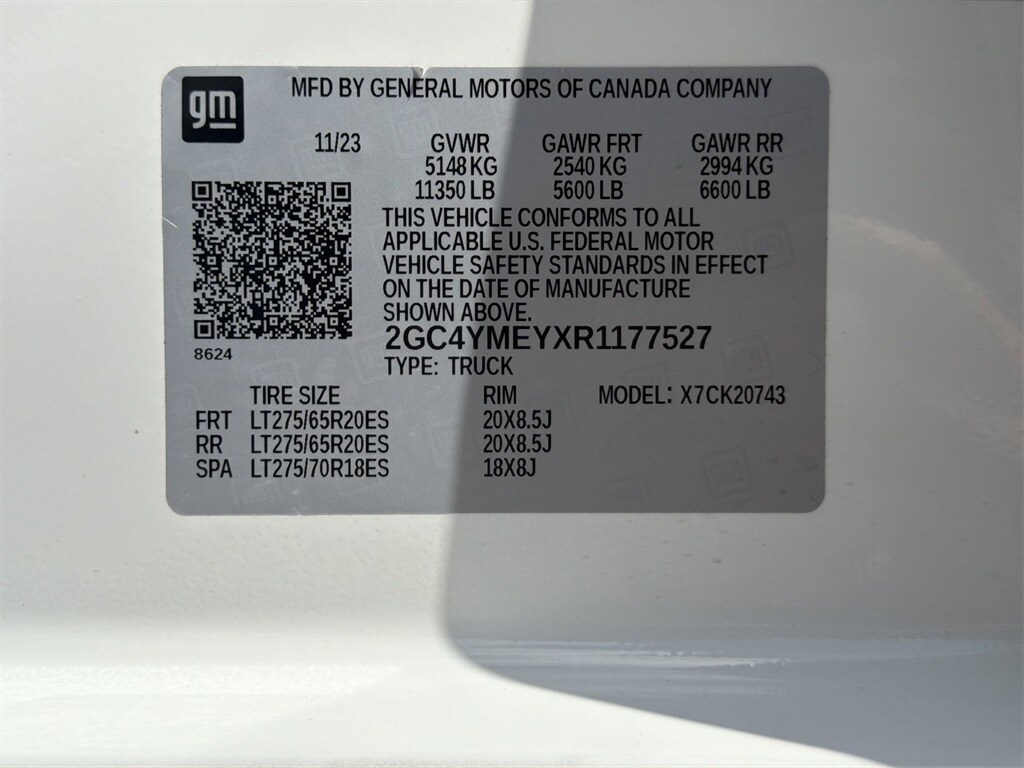 gm
MFD BY GENERAL MOTORS OF CANADA COMPANY
11/23 GVWR GAWR FRT GAWR RR
5148 KG 2540 KG 2994 KG
11350 LB 5600 LB 6600 LB
THIS VEHICLE CONFORMS TO ALL
APPLICABLE U.S. FEDERAL MOTOR
VEHICLE SAFETY STANDARDS IN EFFECT
ON THE DATE OF MANUFACTURE
SHOWN ABOVE.
2GC4YMEYXR1177527
8624
TYPE: TRUCK
TIRE SIZE RIM MODEL: X7CK20743
FRT LT275/65R20ES 20X8.5J
RR LT275/65R20ES 20X8.5J
SPA LT275/70R18ES 18X8J